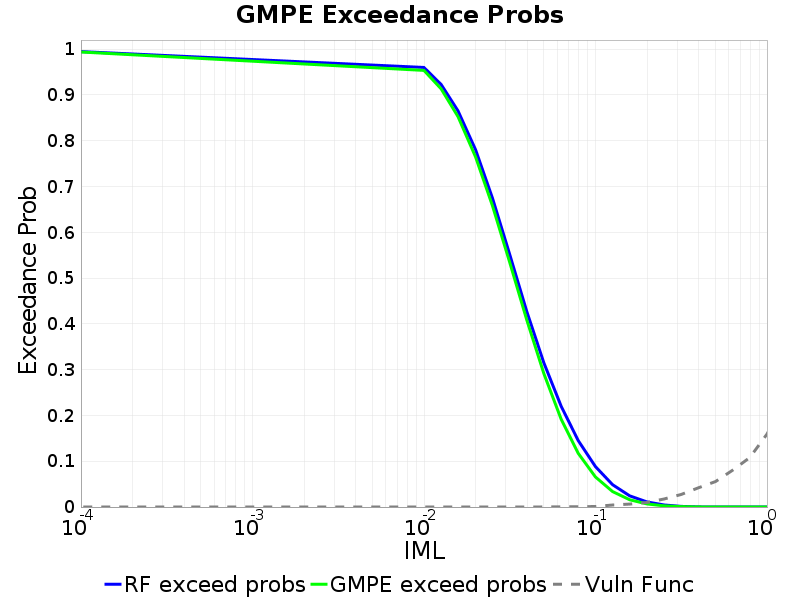 GMPE Exceedance Probs
Exceedance Prob
1
0.9
0.8
0.7
0.6
0.5
0.4
0.3
0.2
0.1
0
10^-4 10^-3 10^-2 10^-1 10^0
IML
RF exceed probs GMPE exceed probs Vuln Func